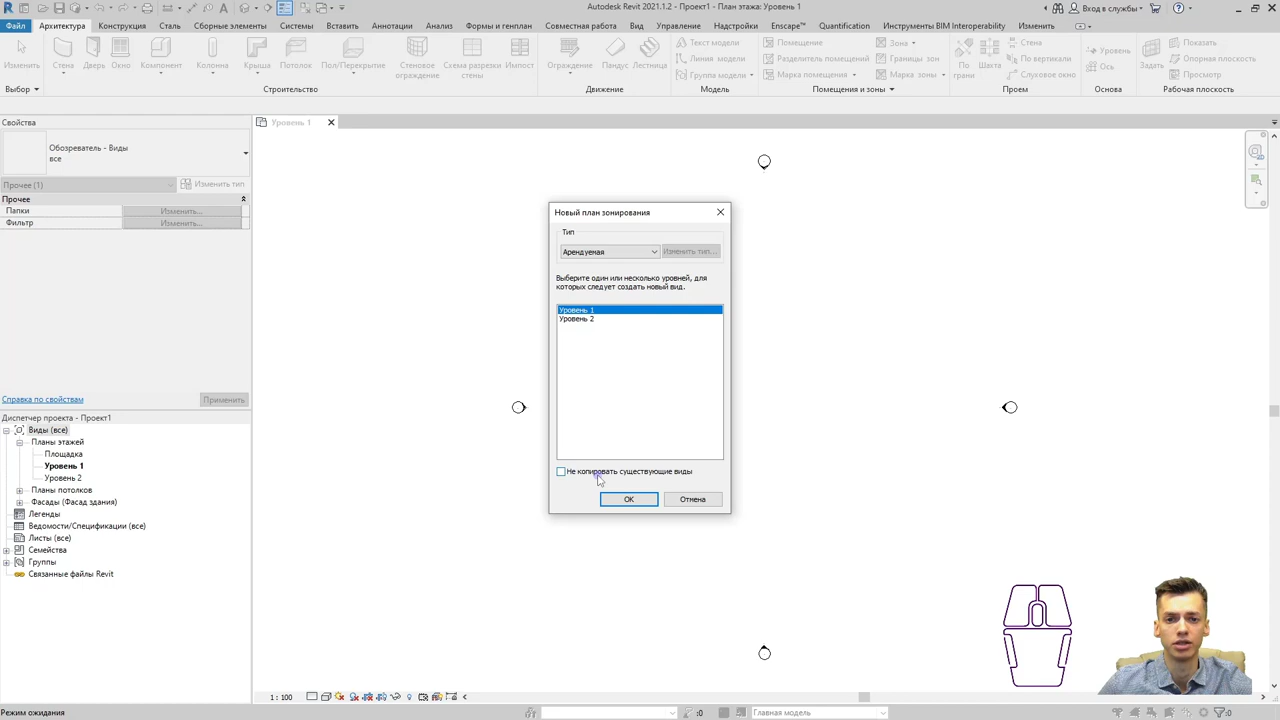 Autodesk Revit 2021.1.2 - Проект1 - План этажа: Уровень 1
Вход в службы
Файл Архитектура Конструкция Сталь Сборные элементы Системы Вставить Аннотации Анализ Формы и генплан Совместная работа Вид Управление Надстройки Enscape™ Quantification Инструменты BIM Interoperability Изменить
Изменить Стена Дверь Окно Компонент Колонна Крыша Потолок Пол/Перекрытие Стеновое ограждение Схема разрезки стены Импост Ограждение Пандус Лестница
Текст модели
Линия модели
Группа модели
Помещение
Разделитель помещений
Марка помещения
Зона
Границы зон
Марка зоны
По грани
Шахта
Стена
По вертикали
Слуховое окно
Уровень
Ось
Задать
Показать
Опорная плоскость
Просмотр
Выбор Строительство Движение Модель Помещения и зоны Проем Основа Рабочая плоскость
Свойства
Уровень 1
Обозреватель - Виды
все
Прочее (1) Изменить тип
Прочее
Папки Изменить...
Фильтр Изменить...
Справка по свойствам Применить
Диспетчер проекта - Проект1
Виды (все)
Планы этажей
Площадка
Уровень 1
Уровень 2
Планы потолков
Фасады (Фасад здания)
Легенды
Ведомости/Спецификации (все)
Листы (все)
Семейства
Группы
Связанные файлы Revit
Новый план зонирования
Тип
Арендуемая Изменить тип...
Выберите один или несколько уровней, для
которых следует создать новый вид.
Уровень 1
Уровень 2
Не копировать существующие виды
OK Отмена
1 : 100
Режим ожидания
:0
Главная модель
:0